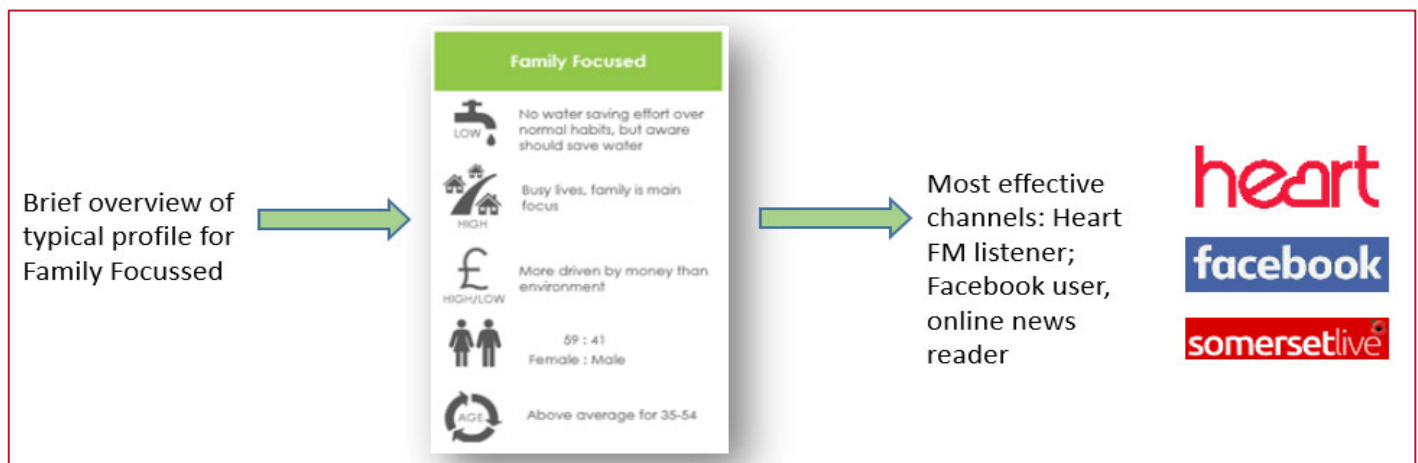 Brief overview of
typical profile for
Family Focussed
Family Focused
LOW
No water saving effort over
normal habits, but aware
should save water
HIGH
Busy lives, family is main
focus
£
HIGH/LOW
More driven by money than
environment
59 : 41
Female : Male
AGE
Above average for 35-54
Most effective
channels: Heart
FM listener;
Facebook user,
online news
reader
heart
facebook
somersetlive